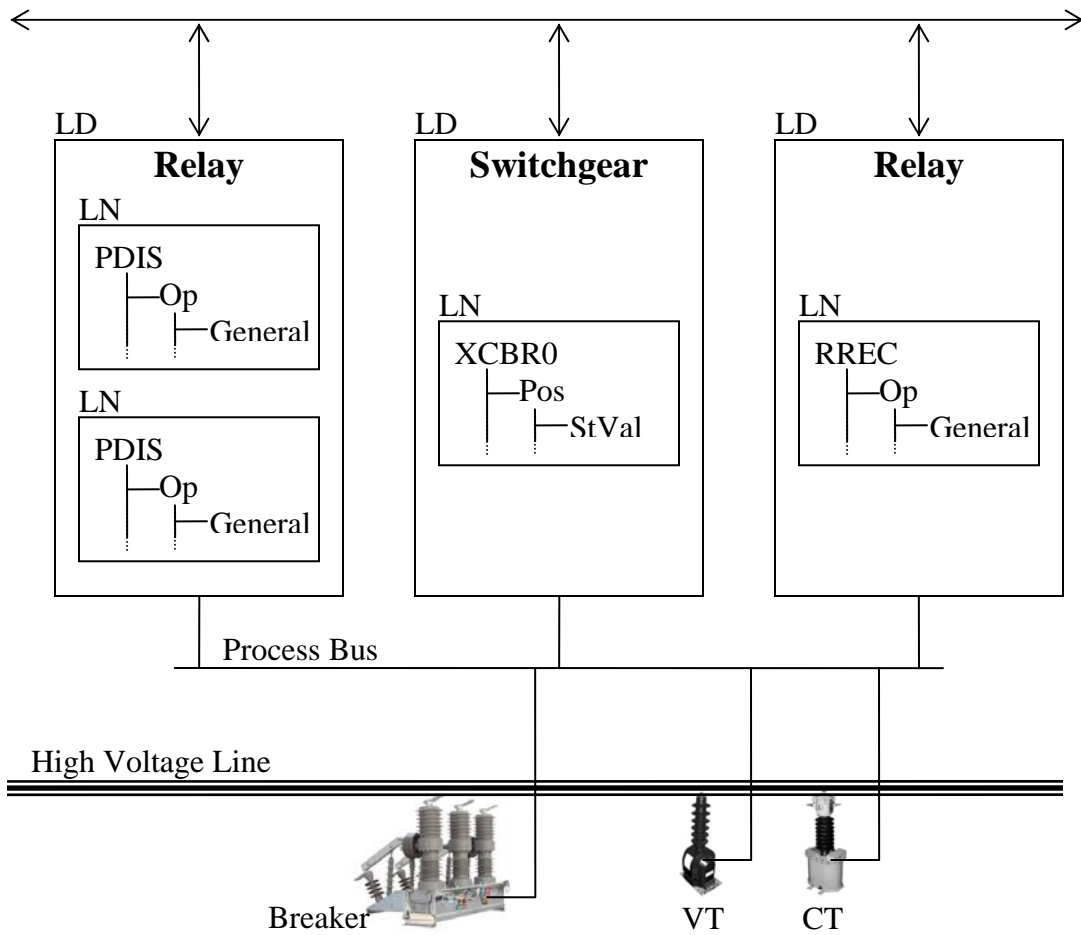 LD
Relay
LN
PDIS
Op
General
LN
PDIS
Op
General
LD
Switchgear
LN
XCBR0
Pos
StVal
LD
Relay
LN
RREC
Op
General
Process Bus
High Voltage Line
Breaker
VT
CT